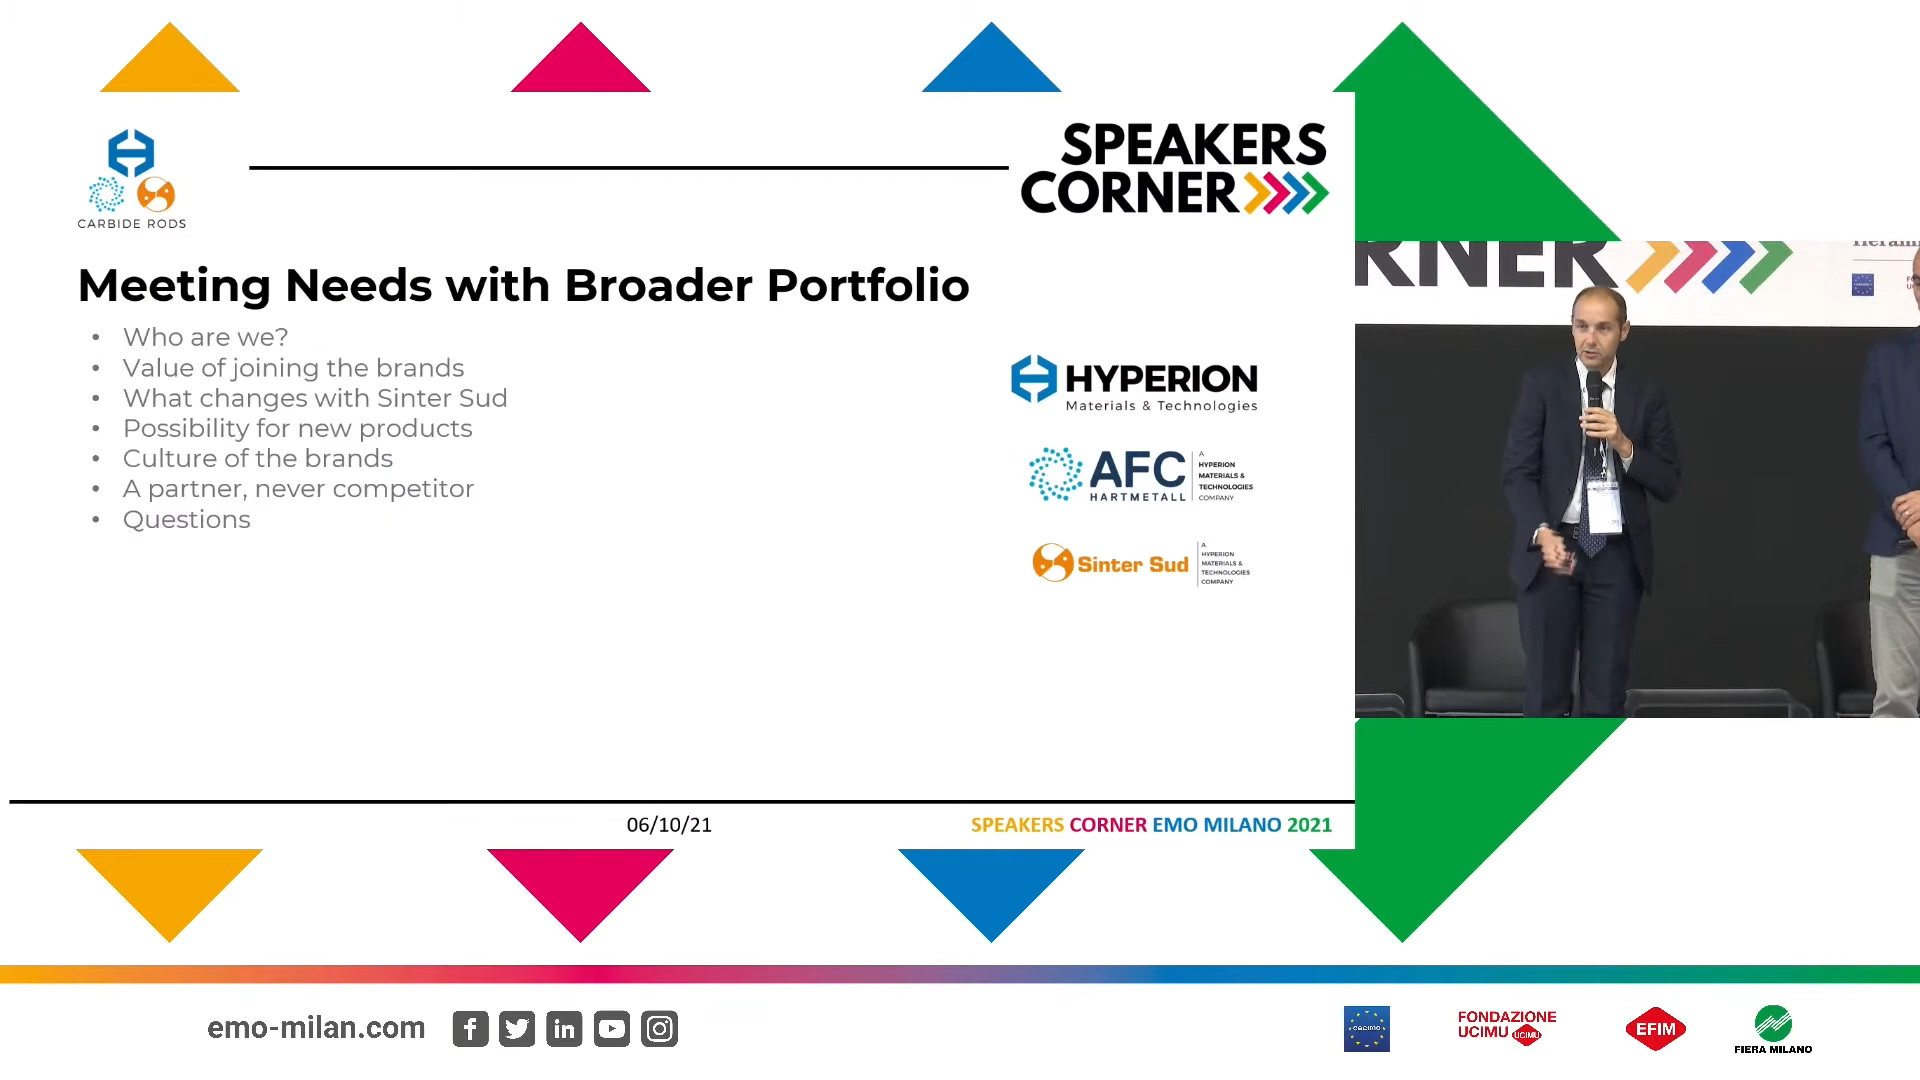 CARBIDE RODS
SPEAKERS
CORNER
Meeting Needs with Broader Portfolio
• Who are we?
• Value of joining the brands
• What changes with Sinter Sud
• Possibility for new products
• Culture of the brands
• A partner, never competitor
• Questions
HYPERION
Materials & Technologies
AFC
HARTMETALL
A
HYPERION
MATERIALS &
TECHNOLOGIES
COMPANY
Sinter Sud
A
HYPERION
MATERIALS &
TECHNOLOGIES
COMPANY
RNER
06/10/21
SPEAKERS CORNER EMO MILANO 2021
emo-milan.com
cecimo
FONDAZIONE
UCIMU
UCIMU
EFIM
FIERA MILANO